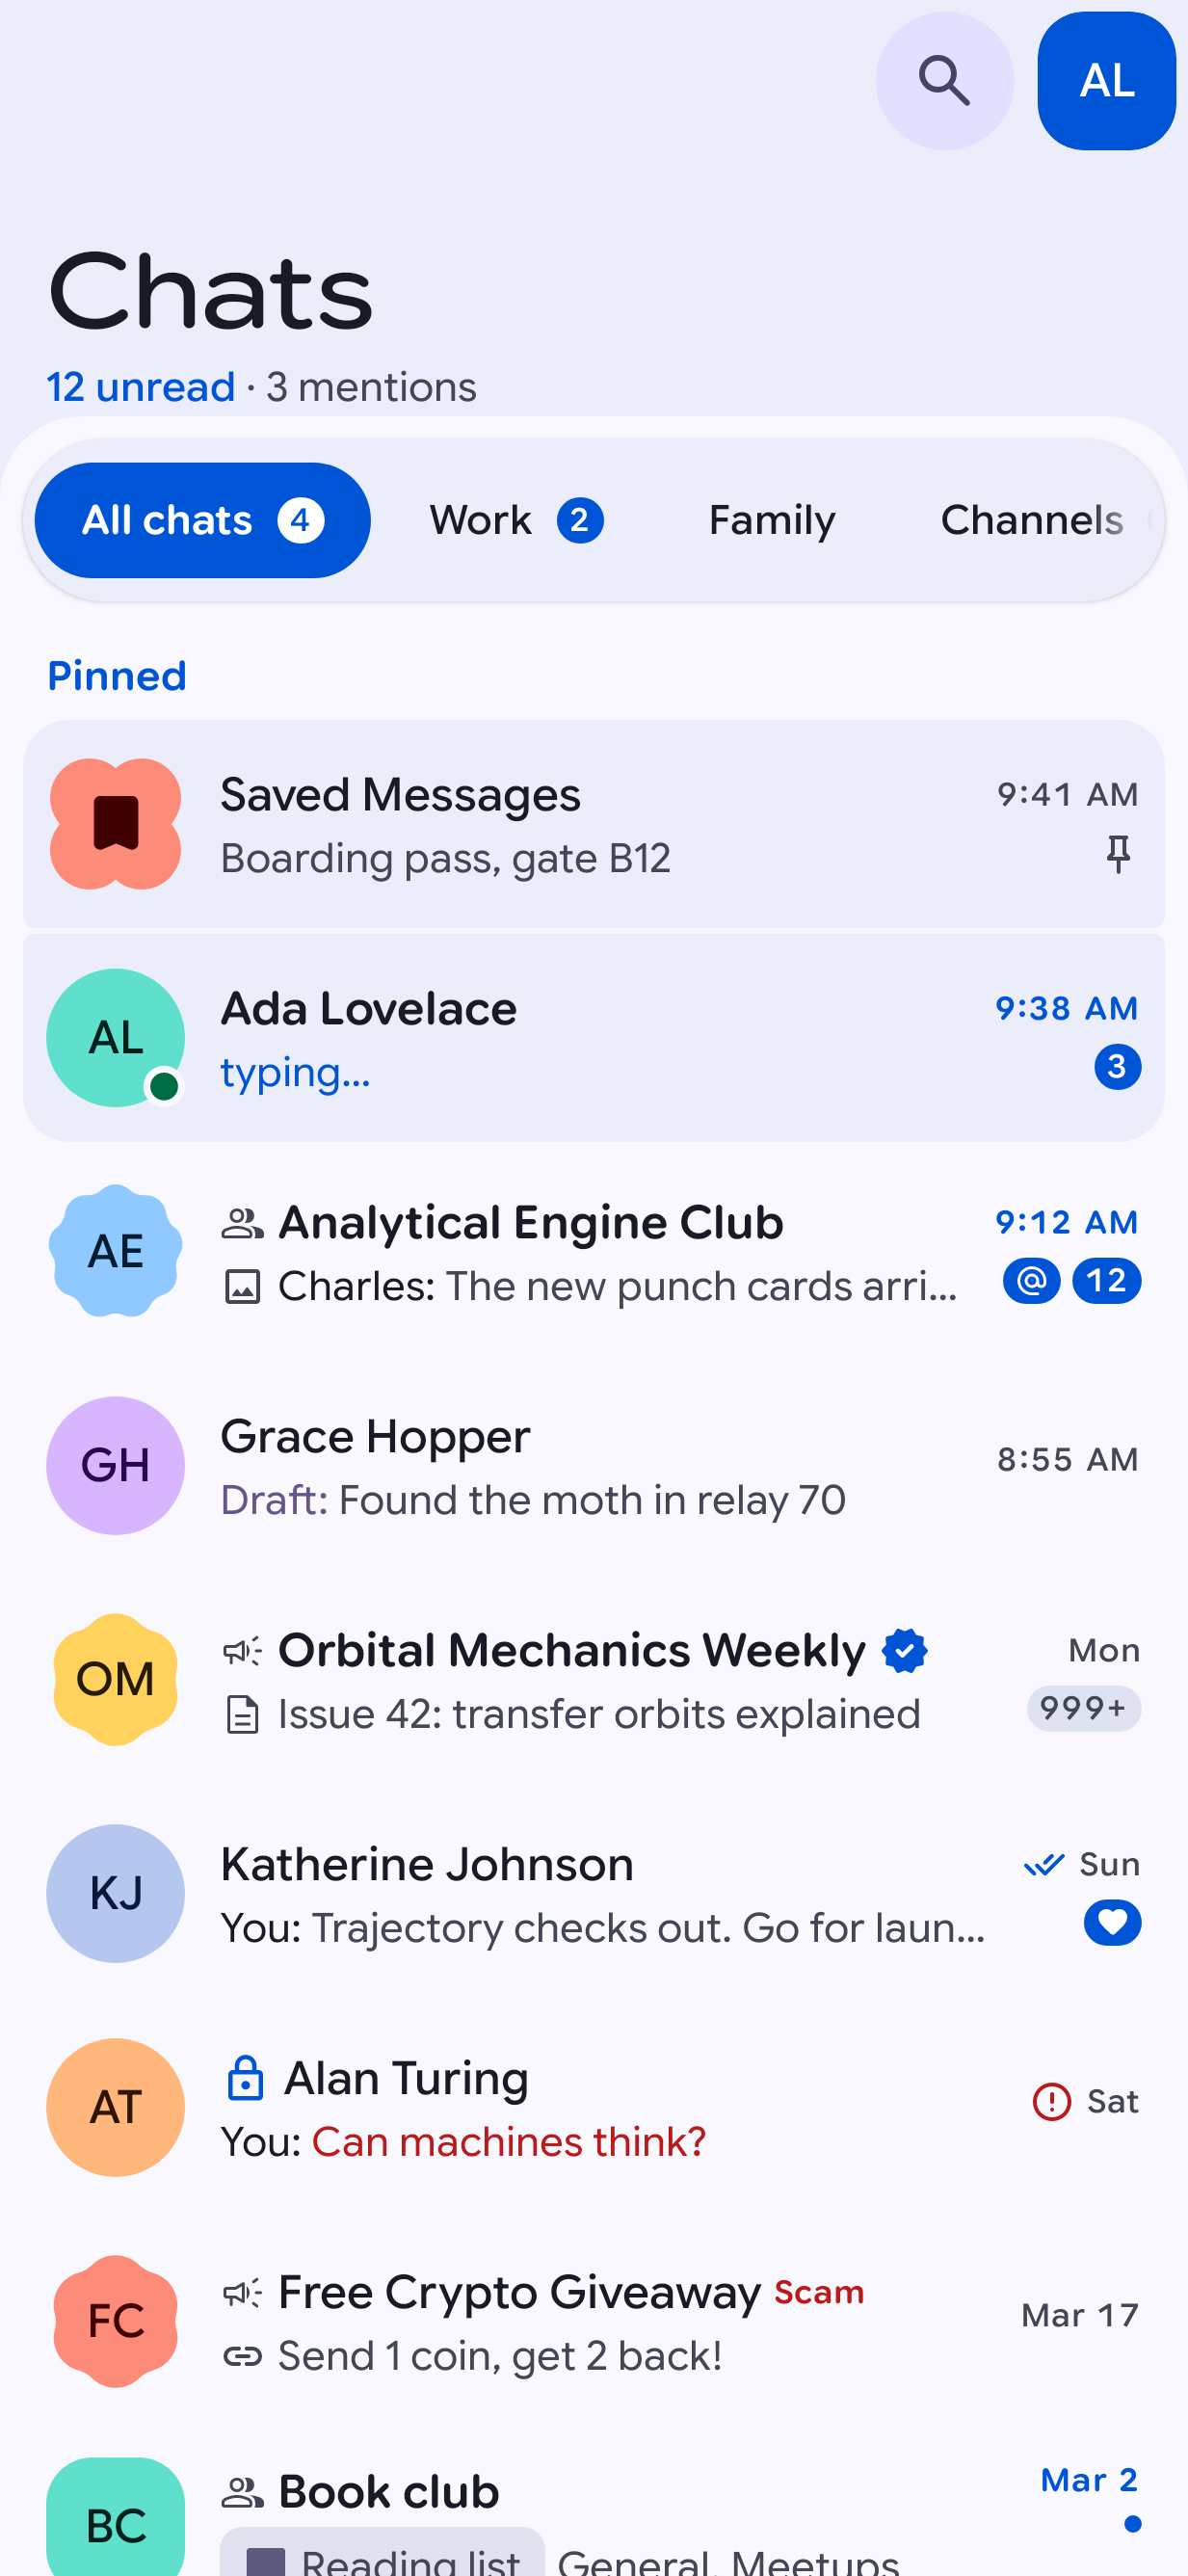 AL
Chats
12 unread · 3 mentions
All chats 4 Work 2 Family Channels
Pinned
Saved Messages 9:41 AM
Boarding pass, gate B12
AL Ada Lovelace 9:38 AM
typing... 3
AE Analytical Engine Club 9:12 AM
Charles: The new punch cards arri... @ 12
GH Grace Hopper 8:55 AM
Draft: Found the moth in relay 70
OM Orbital Mechanics Weekly Mon
Issue 42: transfer orbits explained 999+
KJ Katherine Johnson Sun
You: Trajectory checks out. Go for laun...
AT Alan Turing Sat
You: Can machines think?
FC Free Crypto Giveaway Scam Mar 17
Send 1 coin, get 2 back!
BC Book club Mar 2
Reading list General, Meetups